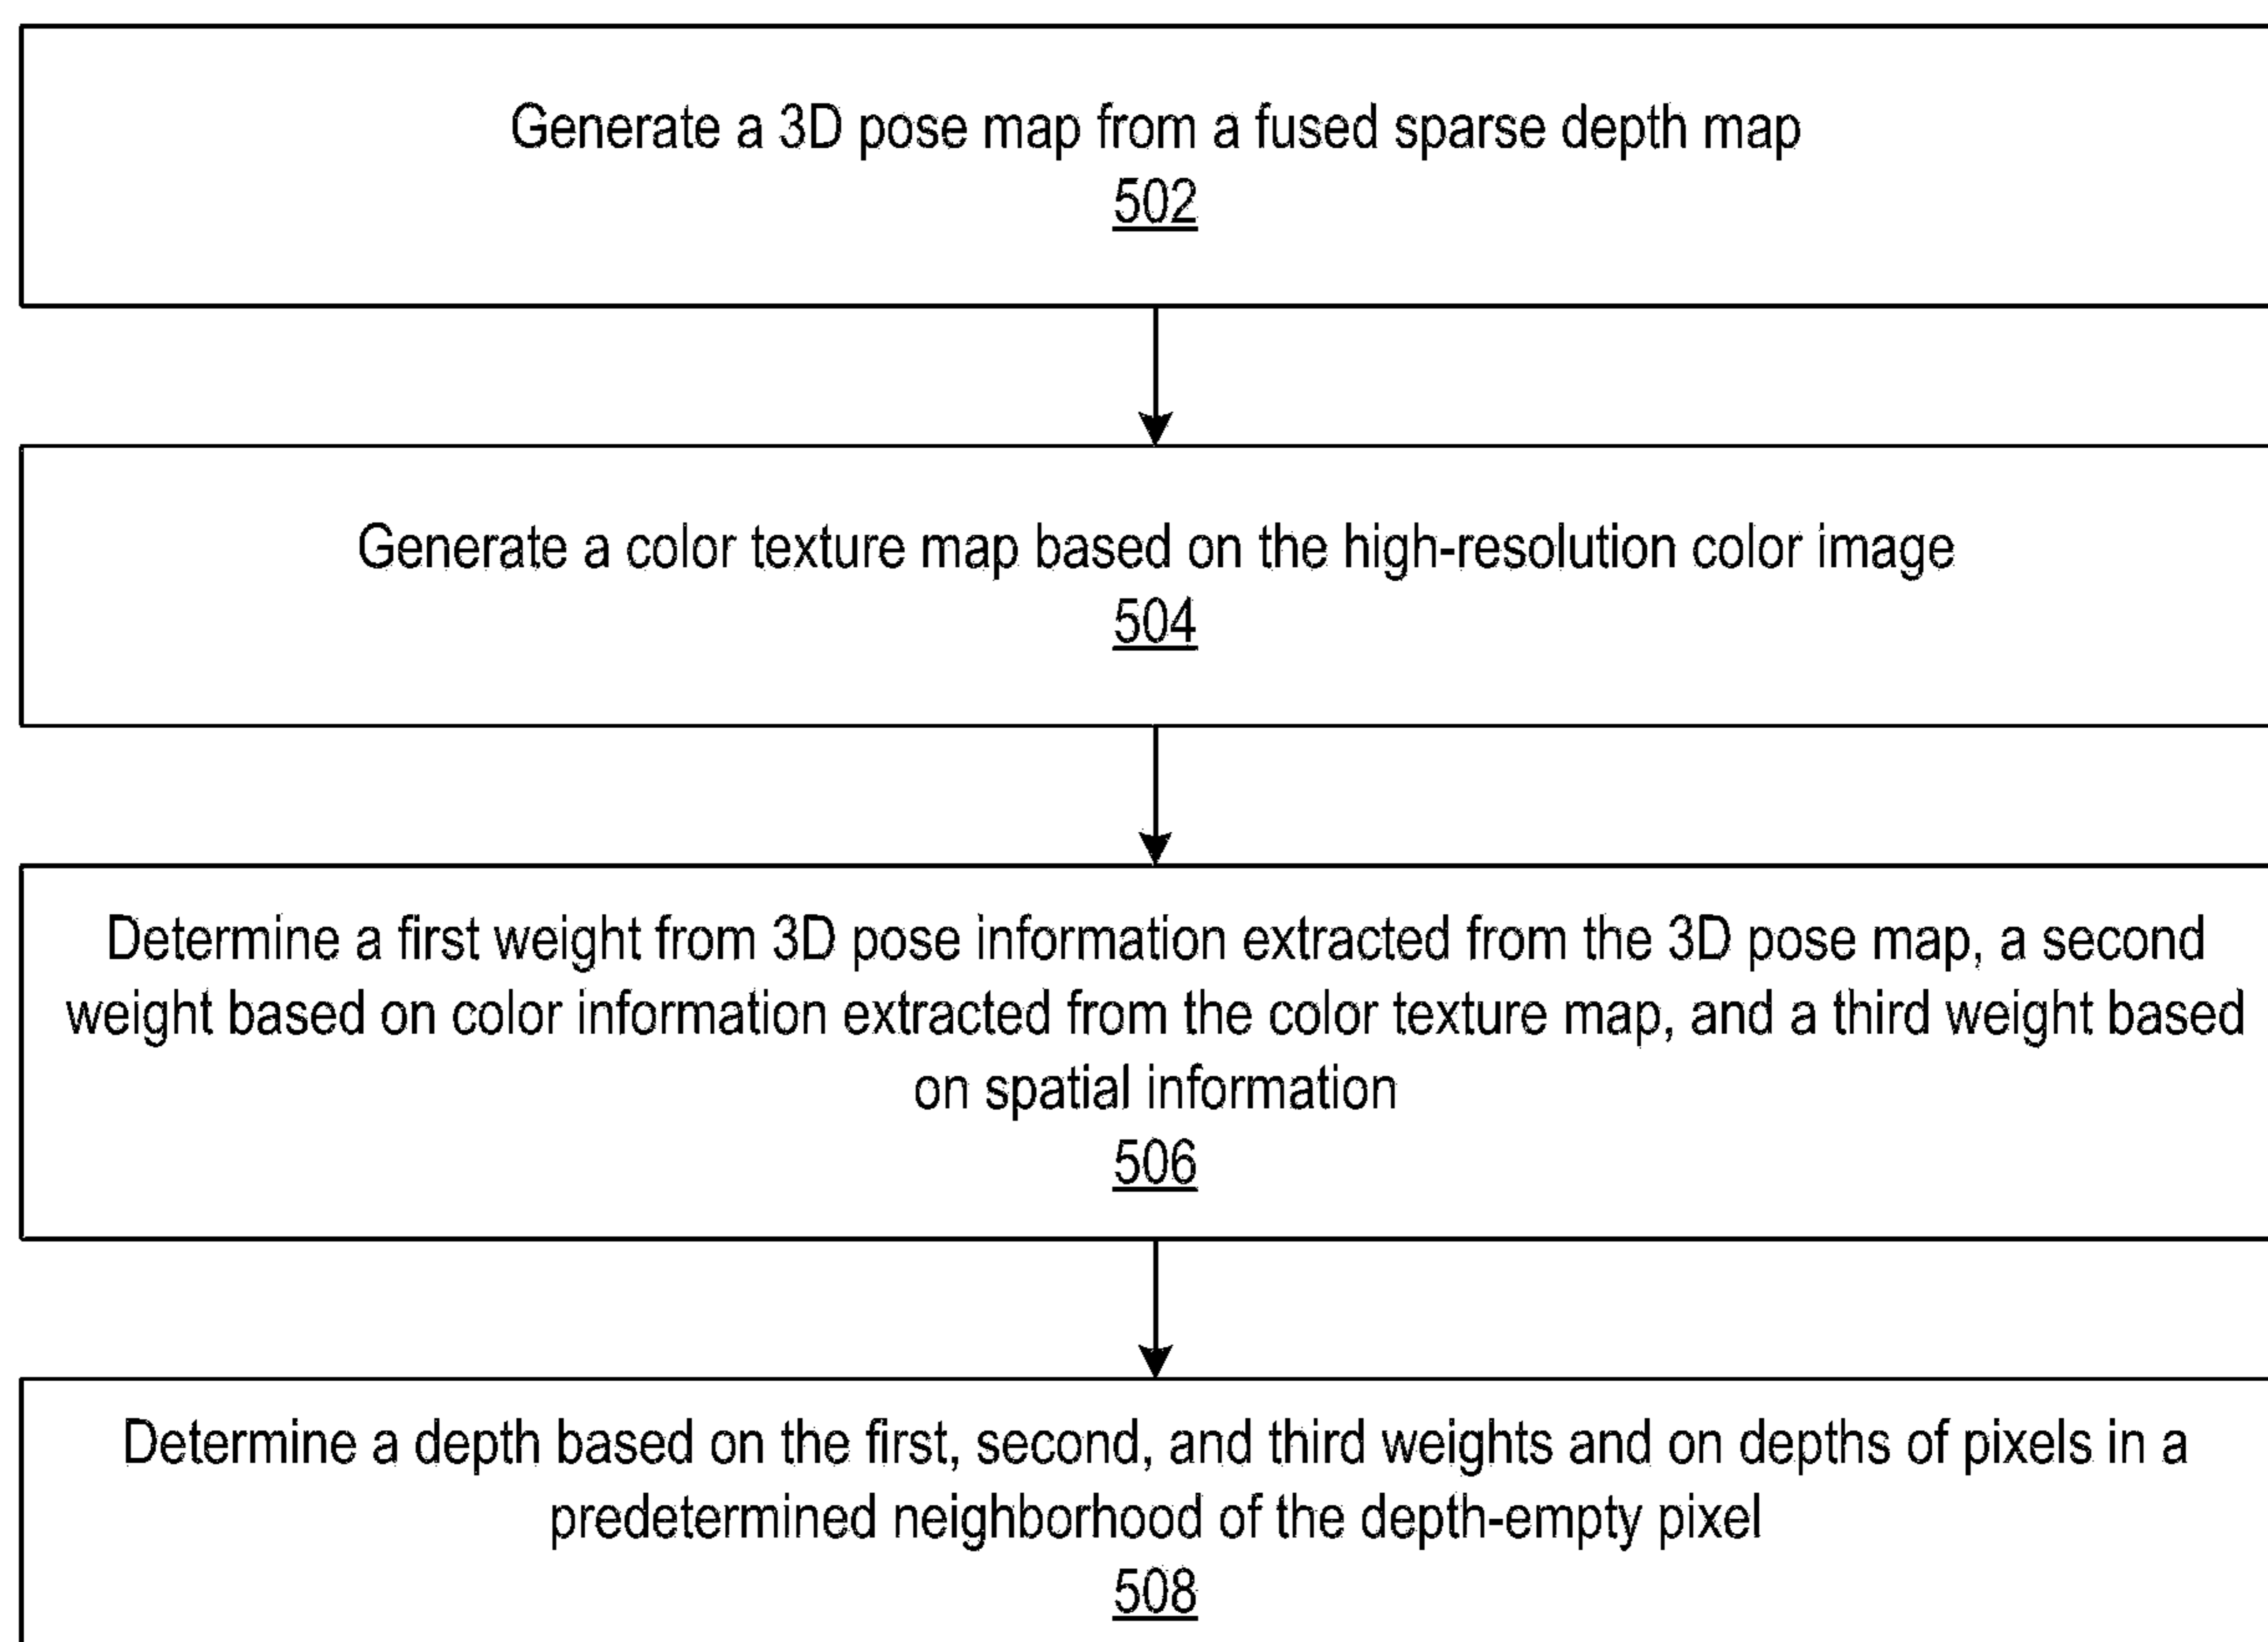 Generate a 3D pose map from a fused sparse depth map
502
Generate a color texture map based on the high-resolution color image
504
Determine a first weight from 3D pose information extracted from the 3D pose map, a second
weight based on color information extracted from the color texture map, and a third weight based
on spatial information
506
Determine a depth based on the first, second, and third weights and on depths of pixels in a
predetermined neighborhood of the depth-empty pixel
508